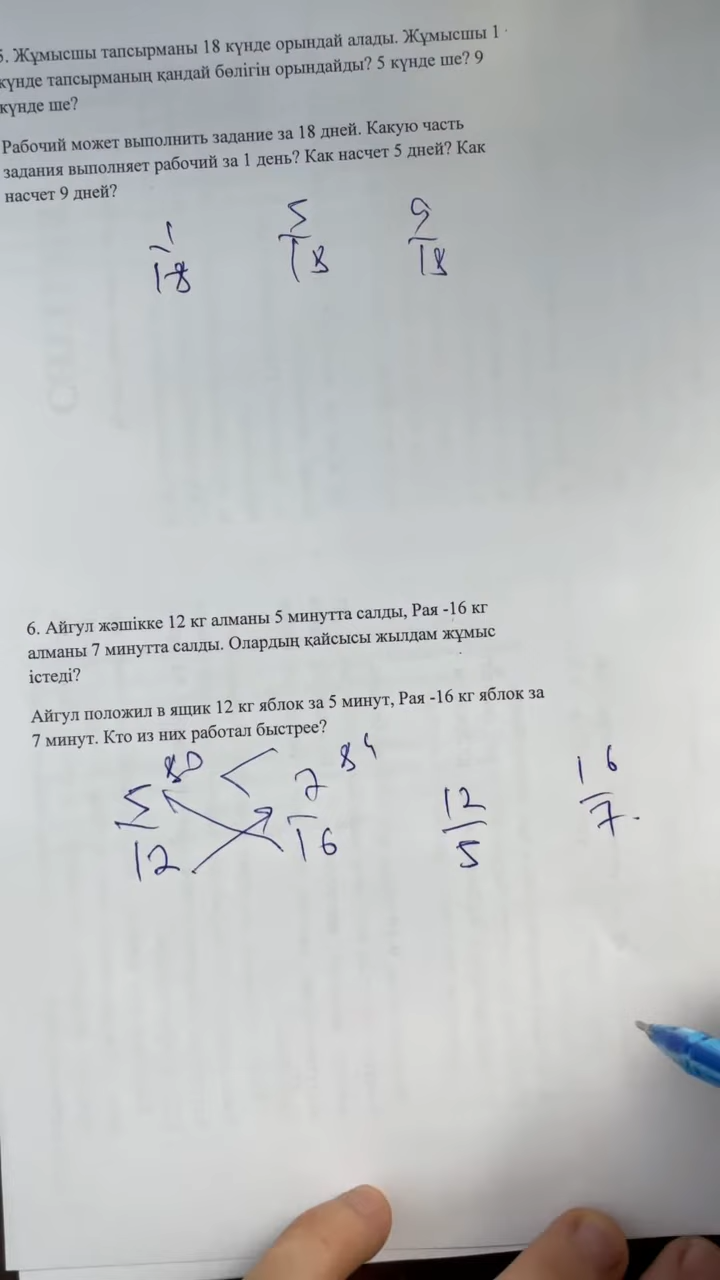 5. Жұмысшы тапсырманы 18 күнде орындай алады. Жұмысшы 1
күнде тапсырманың қандай бөлігін орындайды? 5 күнде ше? 9
күнде ше?
Рабочий может выполнить задание за 18 дней. Какую часть
задания выполняет рабочий за 1 день? Как насчет 5 дней? Как
насчет 9 дней?
1 5 9
18 18 18
6. Айгул жәшікке 12 кг алманы 5 минутта салды, Рая -16 кг
алманы 7 минутта салды. Олардың қайсысы жылдам жұмыс
істеді?
Айгул положил в ящик 12 кг яблок за 5 минут, Рая -16 кг яблок за
7 минут. Кто из них работал быстрее?
5 80 < 7 84 12 16
12 16 5 7.